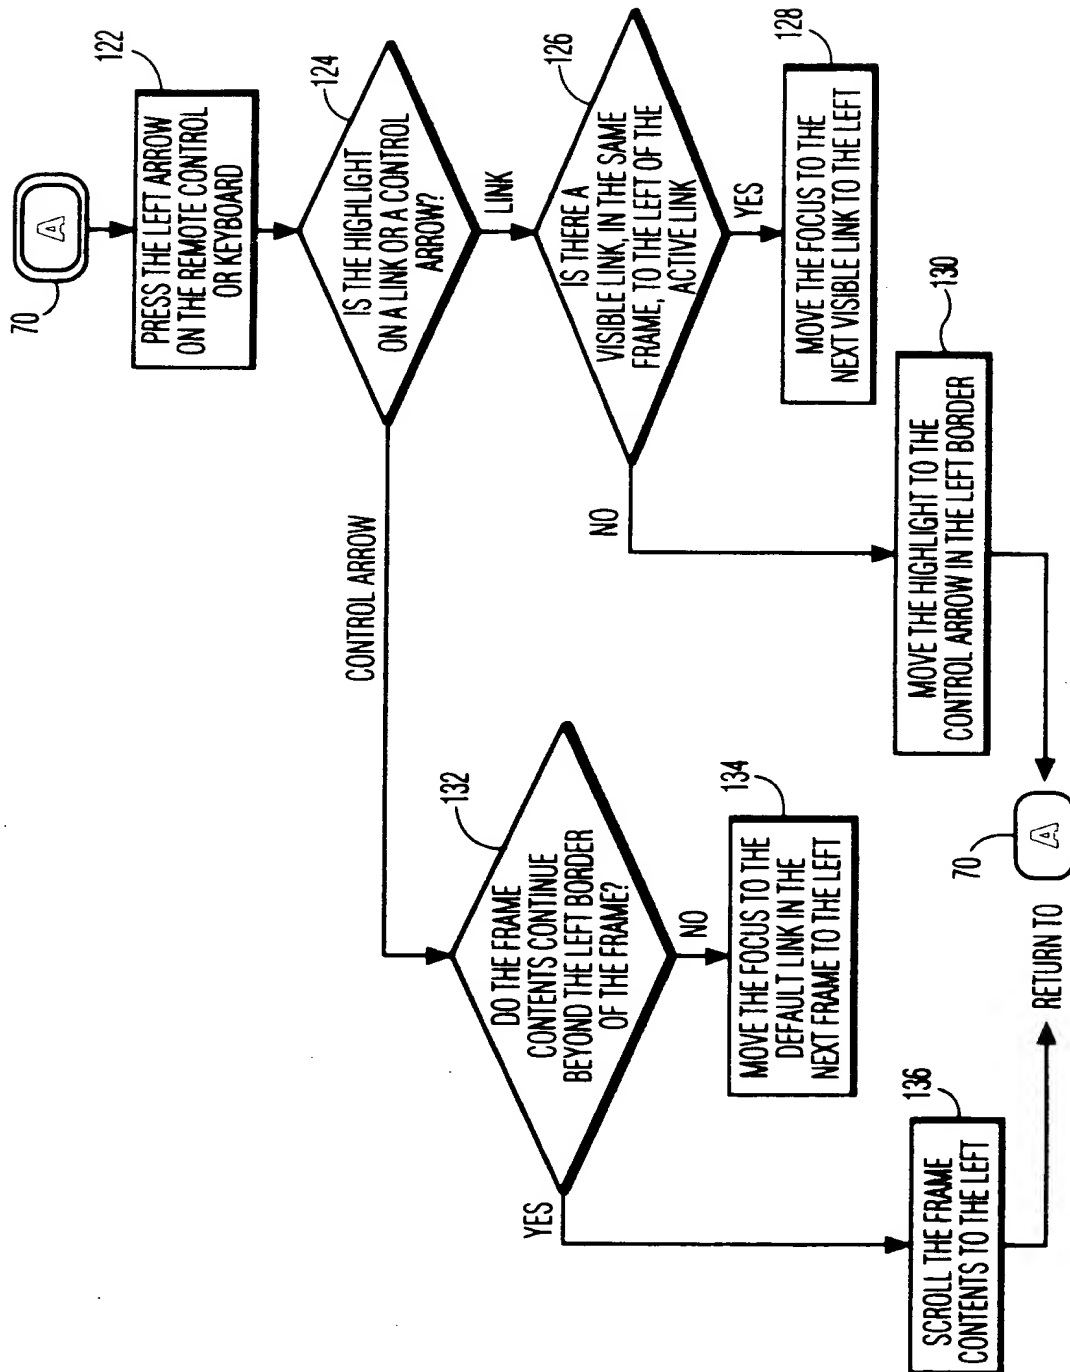 70
A
122
PRESS THE LEFT ARROW
ON THE REMOTE CONTROL
OR KEYBOARD
124
IS THE HIGHLIGHT
ON A LINK OR A CONTROL
ARROW?
LINK
CONTROL ARROW
126
IS THERE A
VISIBLE LINK, IN THE SAME
FRAME, TO THE LEFT OF THE
ACTIVE LINK
YES
NO
128
MOVE THE FOCUS TO THE
NEXT VISIBLE LINK TO THE LEFT
130
MOVE THE HIGHLIGHT TO THE
CONTROL ARROW IN THE LEFT BORDER
132
DO THE FRAME
CONTENTS CONTINUE
BEYOND THE LEFT BORDER
OF THE FRAME?
NO
YES
134
MOVE THE FOCUS TO THE
DEFAULT LINK IN THE
NEXT FRAME TO THE LEFT
136
SCROLL THE FRAME
CONTENTS TO THE LEFT
RETURN TO
70
A